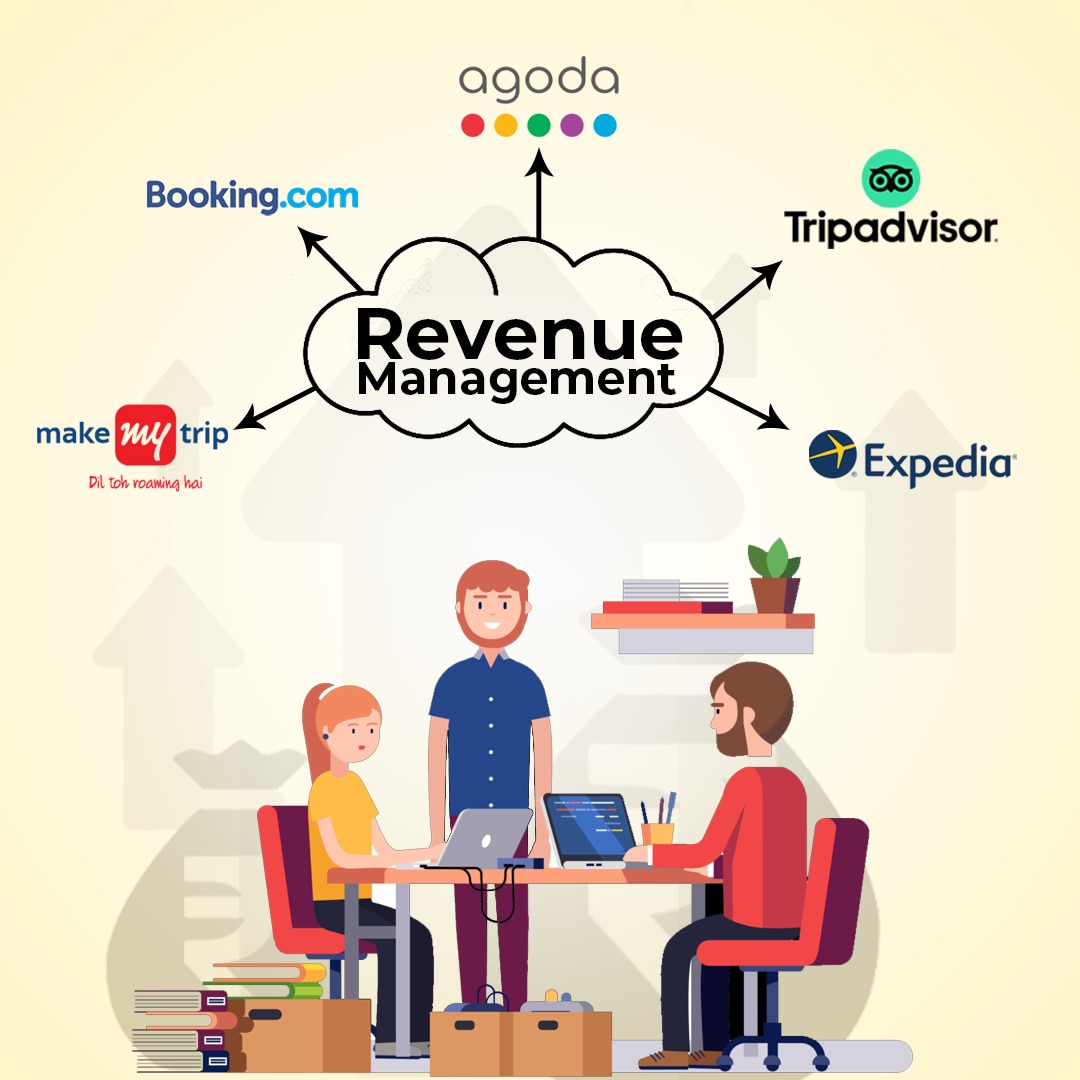 agoda
Booking.com
Tripadvisor
Revenue
Management
make my trip
Dil toh roaming hai
Expedia